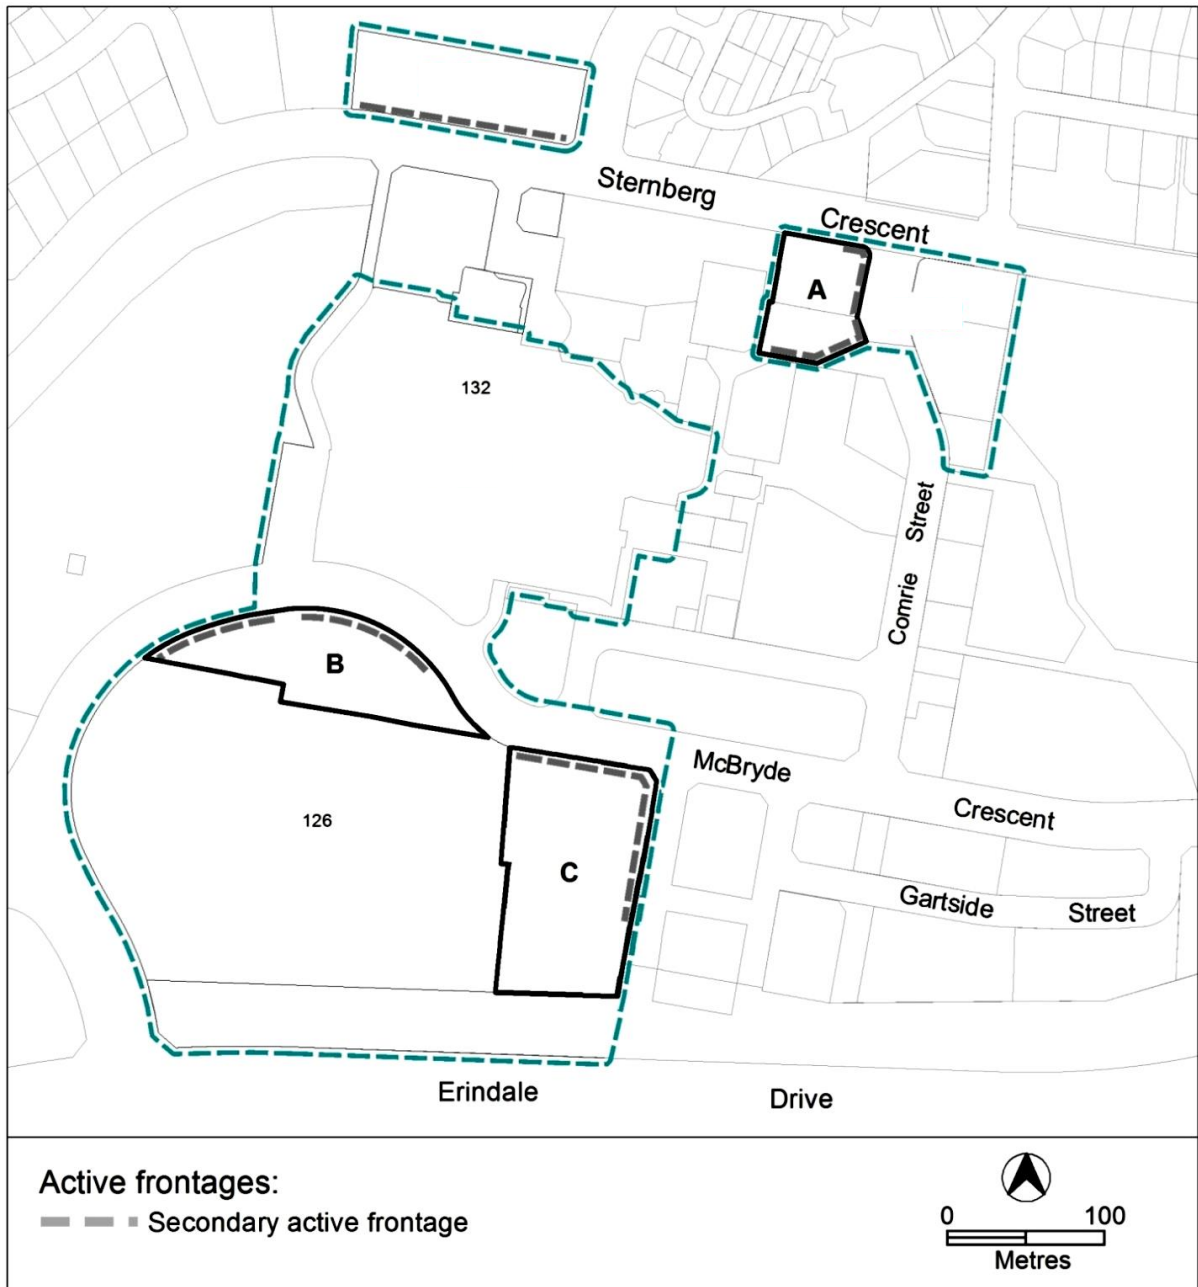 Sternberg
Crescent
A
132
Comrie Street
B
McBryde
Crescent
126
C
Gartside Street
Erindale Drive
Active frontages:
Secondary active frontage
0 100
Metres